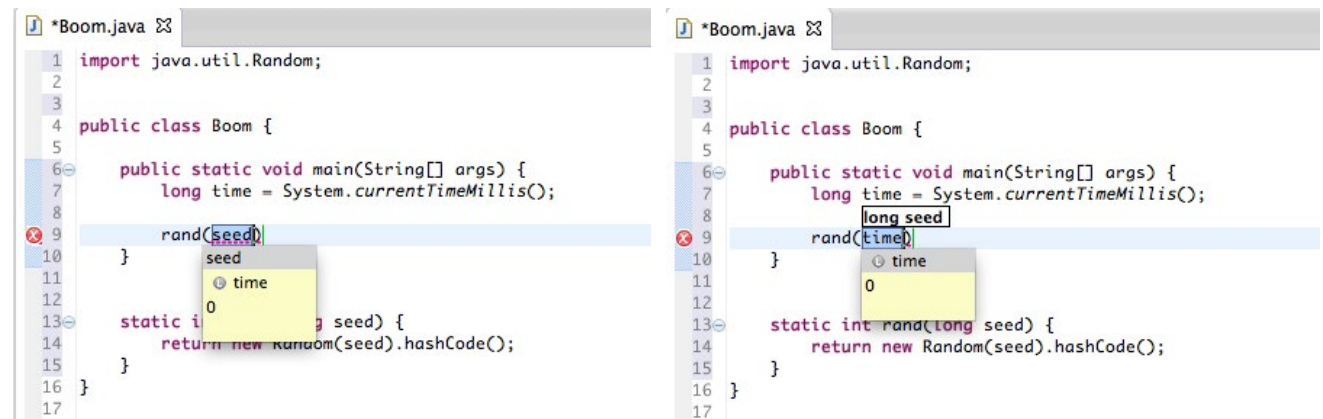 *Boom.java
1 import java.util.Random;
2
3
4 public class Boom {
5
6 public static void main(String[] args) {
7 long time = System.currentTimeMillis();
8
9 rand(seed)
seed
10 }
time
11
12
0
13 static i g seed) {
14 return new Random(seed).hashCode();
15 }
16 }
17
*Boom.java
1 import java.util.Random;
2
3
4 public class Boom {
5
6 public static void main(String[] args) {
7 long time = System.currentTimeMillis();
8
long seed
9 rand(time)
10 }
time
11
0
12
13 static int rand(long seed) {
14 return new Random(seed).hashCode();
15 }
16 }
17